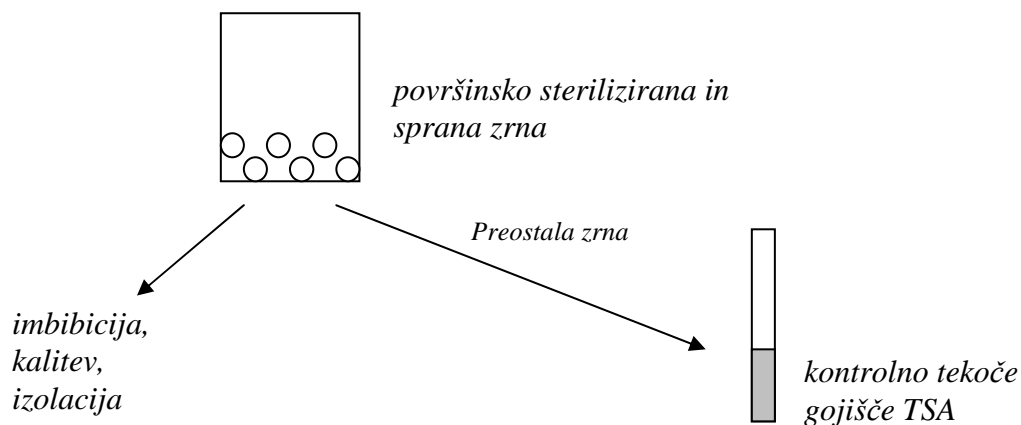 površinsko sterilizirana in
sprana zrna
Preostala zrna
imbibicija,
kalitev,
izolacija
kontrolno tekoče
gojišče TSA